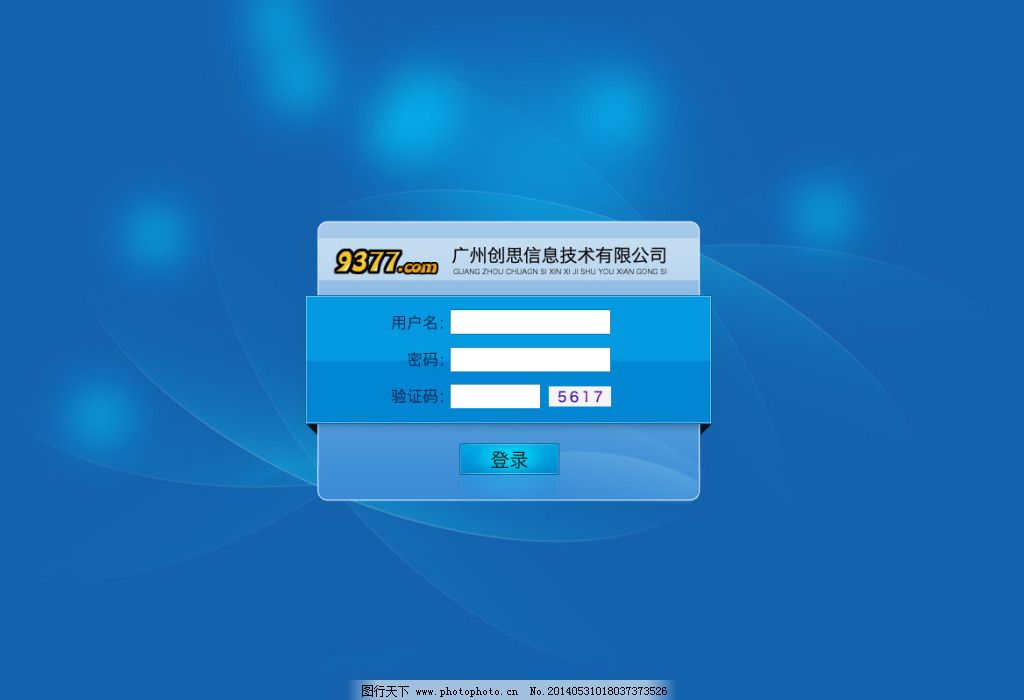 9377.com 广州创思信息技术有限公司
GUANG ZHOU CHUAGN SI XIN XI JI SHU YOU XIAN GONG SI
用户名:
密码:
验证码: 5617
登录
图行天下 www.photophoto.cn No.20140531018037373526